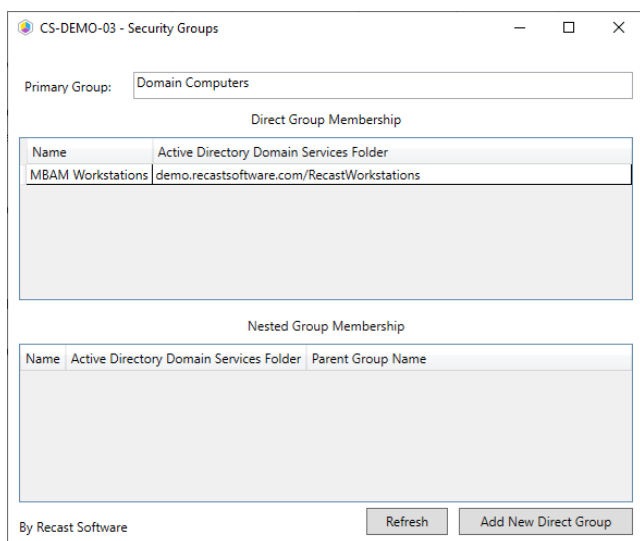 CS-DEMO-03 - Security Groups
Primary Group: Domain Computers
Direct Group Membership
Name Active Directory Domain Services Folder
MBAM Workstations demo.recastsoftware.com/RecastWorkstations
Nested Group Membership
Name Active Directory Domain Services Folder Parent Group Name
By Recast Software Refresh Add New Direct Group